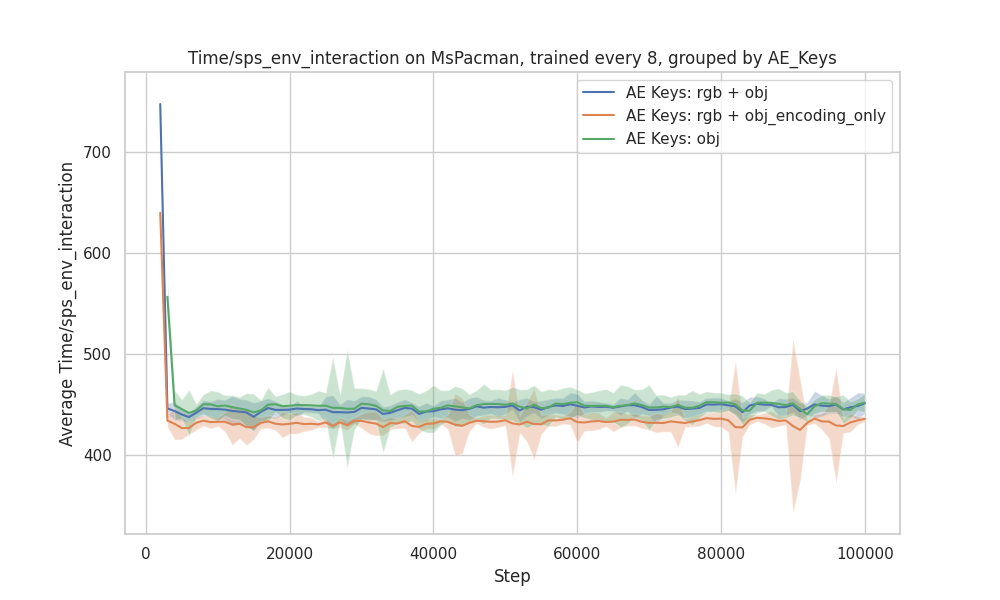 Time/sps_env_interaction on MsPacman, trained every 8, grouped by AE_Keys
AE Keys: rgb + obj
AE Keys: rgb + obj_encoding_only
AE Keys: obj
Average Time/sps_env_interaction
700
600
500
400
0 20000 40000 60000 80000 100000
Step